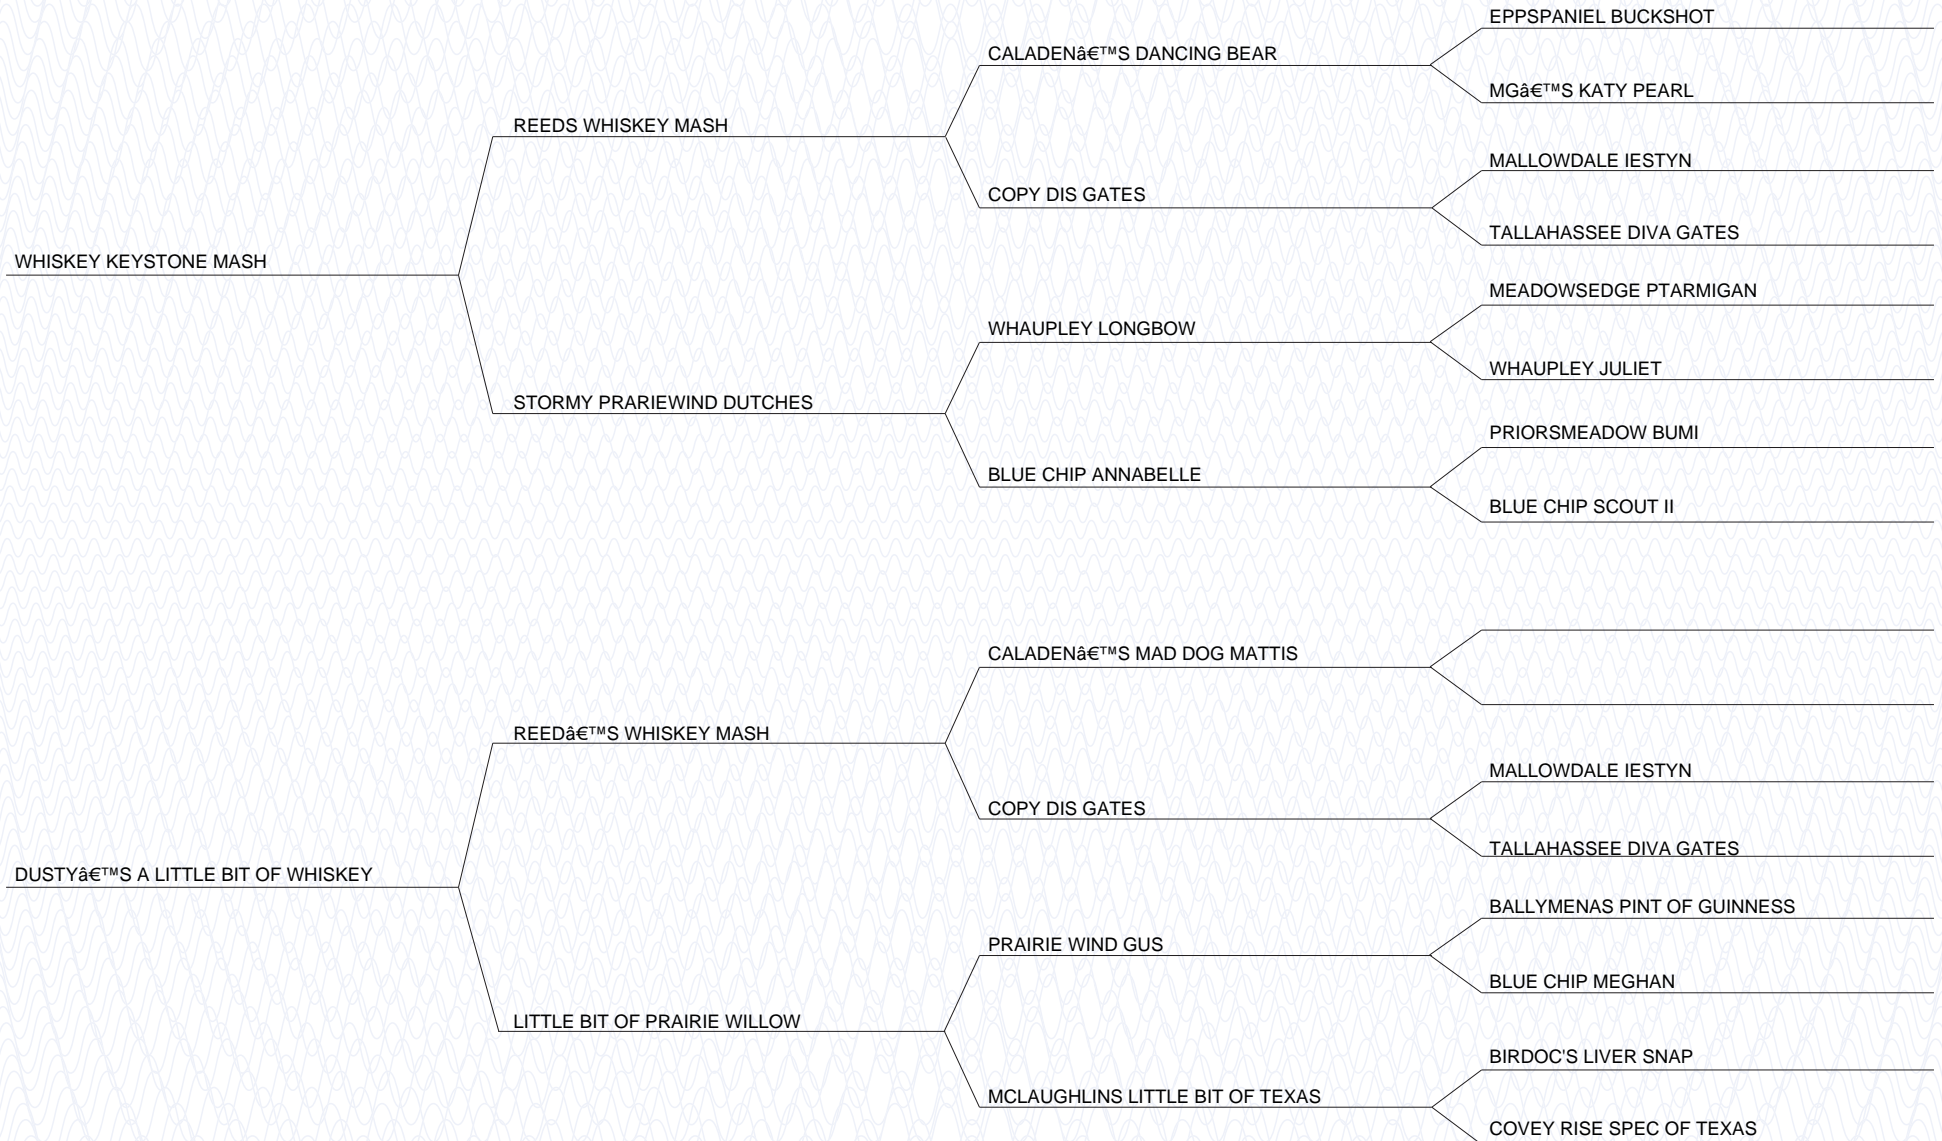 EPPSPANIEL BUCKSHOT
CALADENâ€™S DANCING BEAR
MGâ€™S KATY PEARL
REEDS WHISKEY MASH
MALLOWDALE IESTYN
COPY DIS GATES
TALLAHASSEE DIVA GATES
WHISKEY KEYSTONE MASH
MEADOWSEDGE PTARMIGAN
WHAUPLEY LONGBOW
WHAUPLEY JULIET
STORMY PRARIEWIND DUTCHES
PRIORSMEADOW BUMI
BLUE CHIP ANNABELLE
BLUE CHIP SCOUT II
CALADENâ€™S MAD DOG MATTIS
REEDâ€™S WHISKEY MASH
MALLOWDALE IESTYN
COPY DIS GATES
TALLAHASSEE DIVA GATES
DUSTYâ€™S A LITTLE BIT OF WHISKEY
BALLYMENAS PINT OF GUINNESS
PRAIRIE WIND GUS
BLUE CHIP MEGHAN
LITTLE BIT OF PRAIRIE WILLOW
BIRDOC'S LIVER SNAP
MCLAUGHLINS LITTLE BIT OF TEXAS
COVEY RISE SPEC OF TEXAS